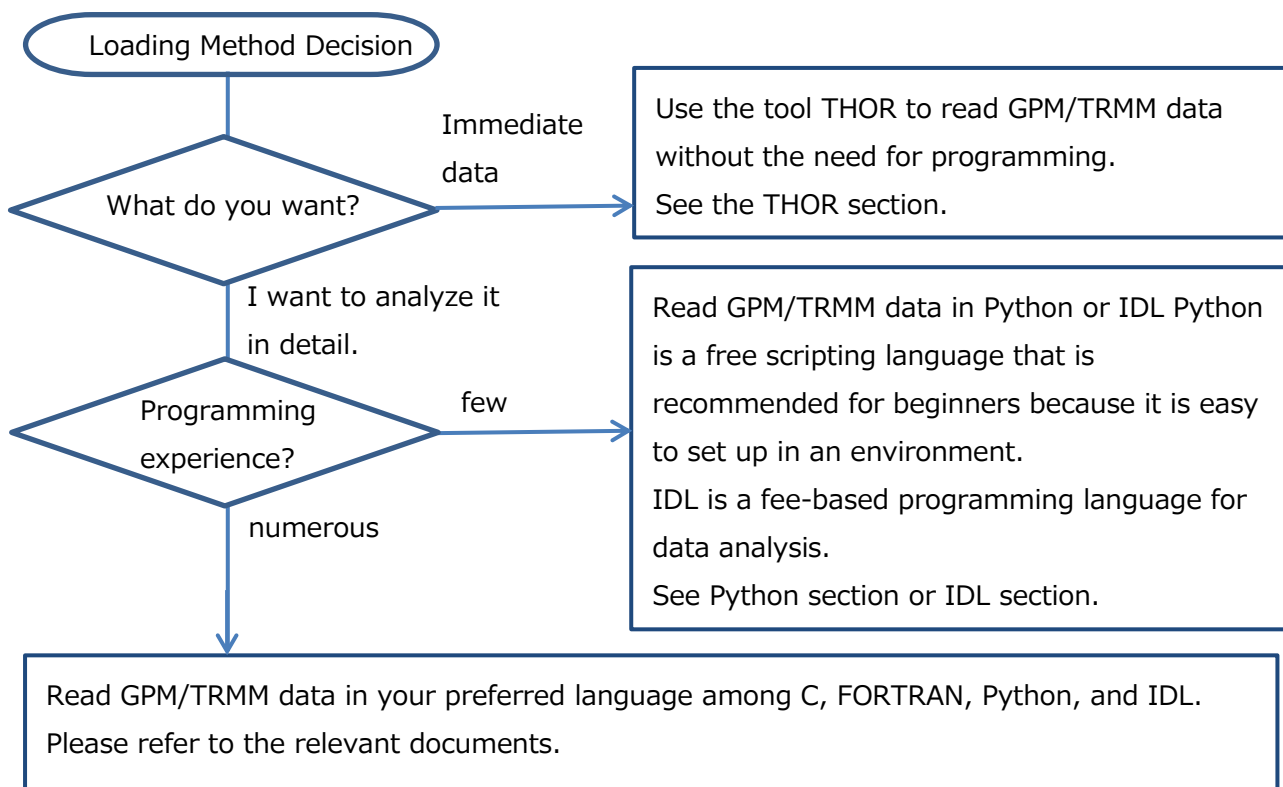 Loading Method Decision
Immediate
data
Use the tool THOR to read GPM/TRMM data
without the need for programming.
See the THOR section.
What do you want?
I want to analyze it
in detail.
Read GPM/TRMM data in Python or IDL Python
is a free scripting language that is
recommended for beginners because it is easy
to set up in an environment.
IDL is a fee-based programming language for
data analysis.
See Python section or IDL section.
Programming
experience?
few
numerous
Read GPM/TRMM data in your preferred language among C, FORTRAN, Python, and IDL.
Please refer to the relevant documents.